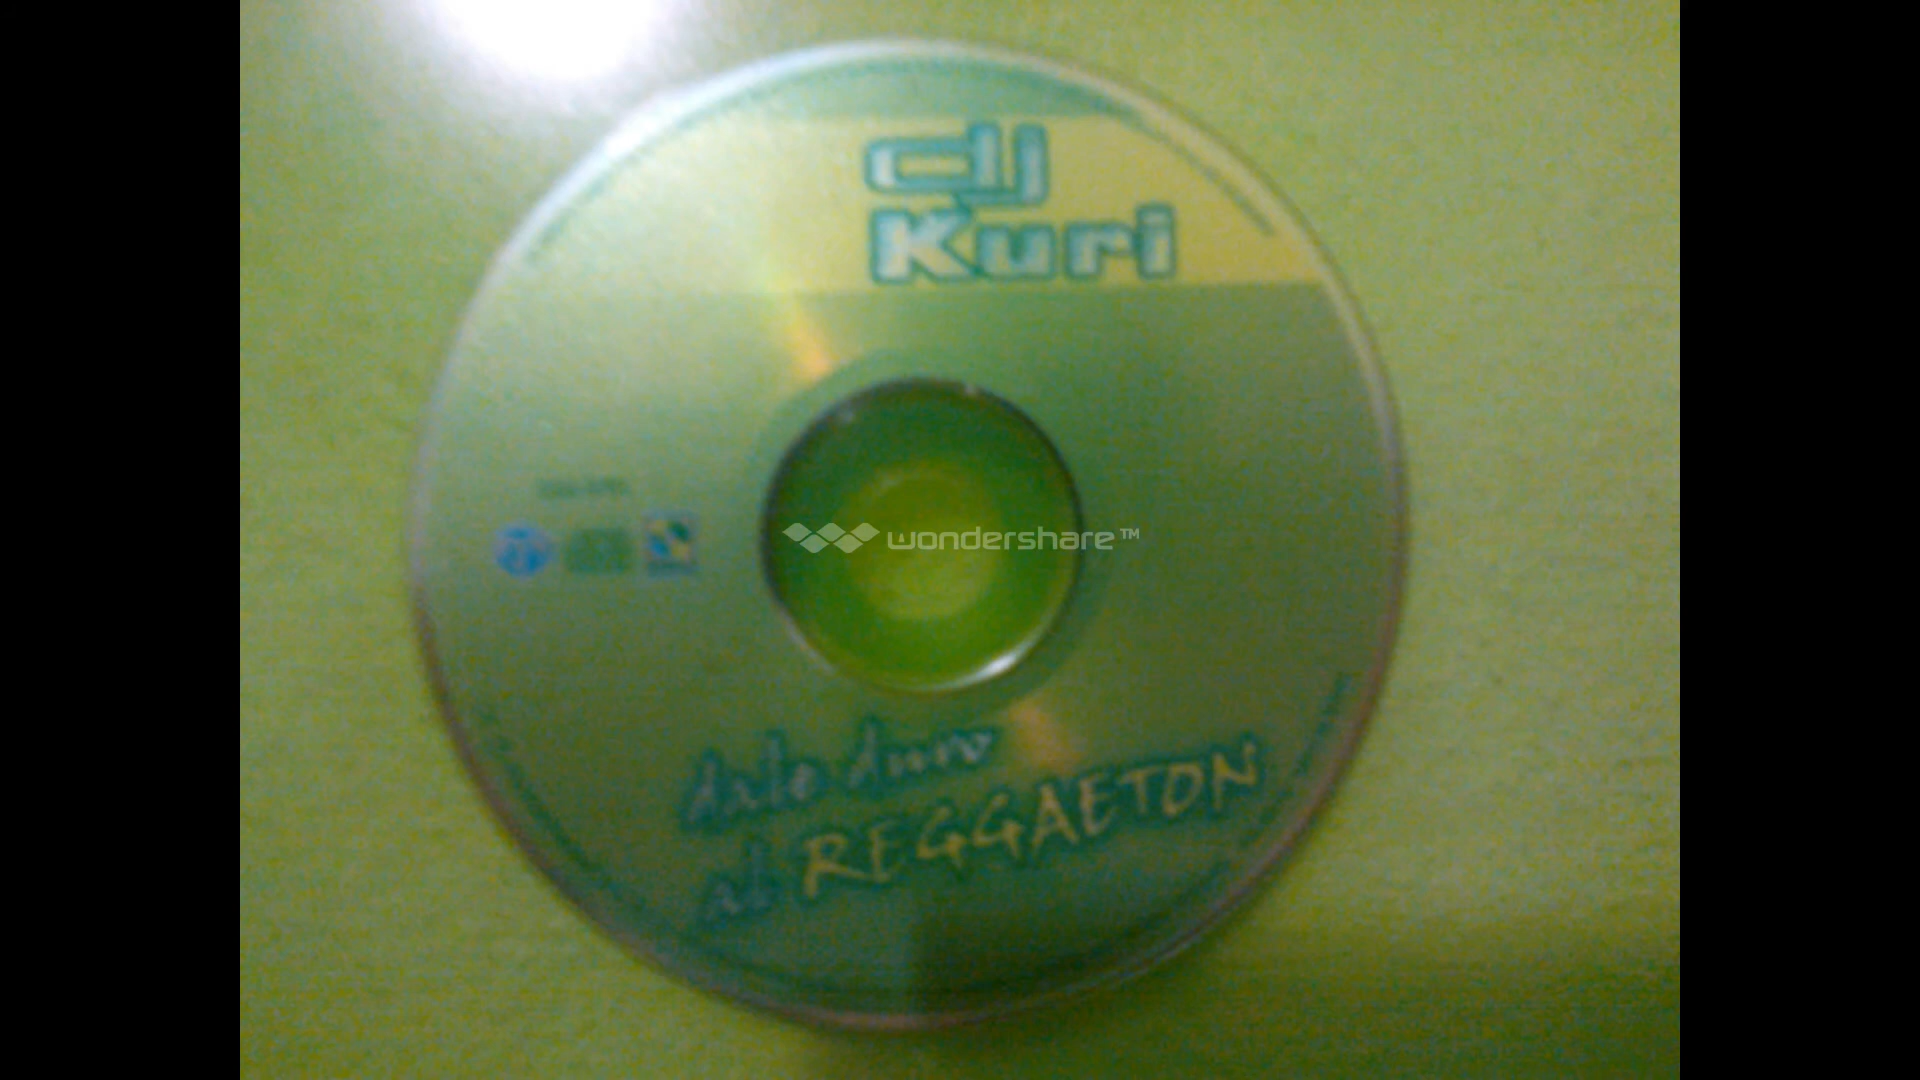 dj
Kuri
wondershare™
dale duro
al REGGAETON